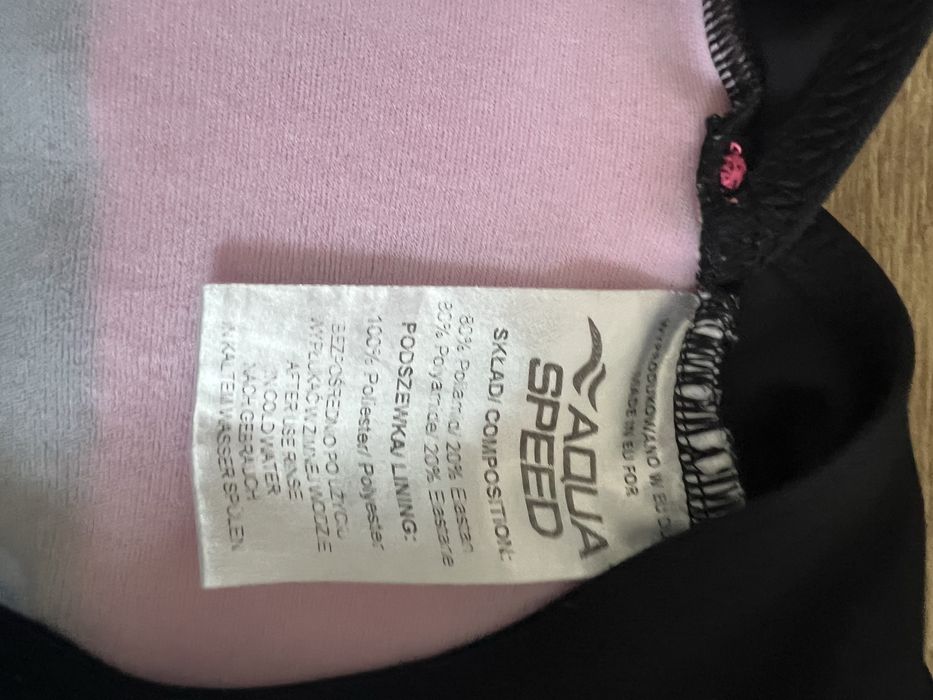 WYPRODUKOWANO W EU
MADE IN EU FOR
AQUA
SPEED
SKŁAD/ COMPOSITION:
80% Poliamid/ 20% Elastan
80% Polyamide/ 20% Elastane
PODSZEWKA/ LINING:
100% Poliester/ Polyester
BEZPOŚREDNIO PO UŻYCIU
WYPŁUKAĆ W ZIMNEJ WODZIE
AFTER USE RINSE
IN COLD WATER
NACH GEBRAUCH
IN KALTEM WASSER SPÜLEN